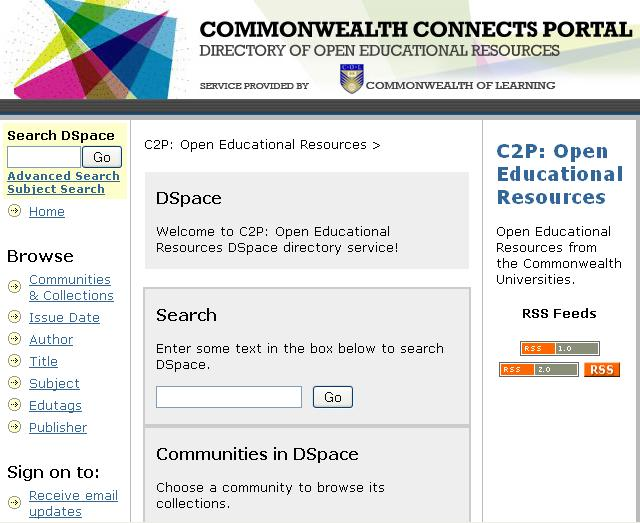 COMMONWEALTH CONNECTS PORTAL
DIRECTORY OF OPEN EDUCATIONAL RESOURCES
SERVICE PROVIDED BY COL COMMONWEALTH OF LEARNING
Search DSpace
Go
Advanced Search
Subject Search
Home
Browse
Communities
& Collections
Issue Date
Author
Title
Subject
Edutags
Publisher
Sign on to:
Receive email
updates
C2P: Open Educational Resources >
DSpace
Welcome to C2P: Open Educational
Resources DSpace directory service!
Search
Enter some text in the box below to search
DSpace.
Go
Communities in DSpace
Choose a community to browse its
collections.
C2P: Open
Educational
Resources
Open Educational
Resources from
the Commonwealth
Universities.
RSS Feeds
RSS 1.0
RSS 2.0 RSS